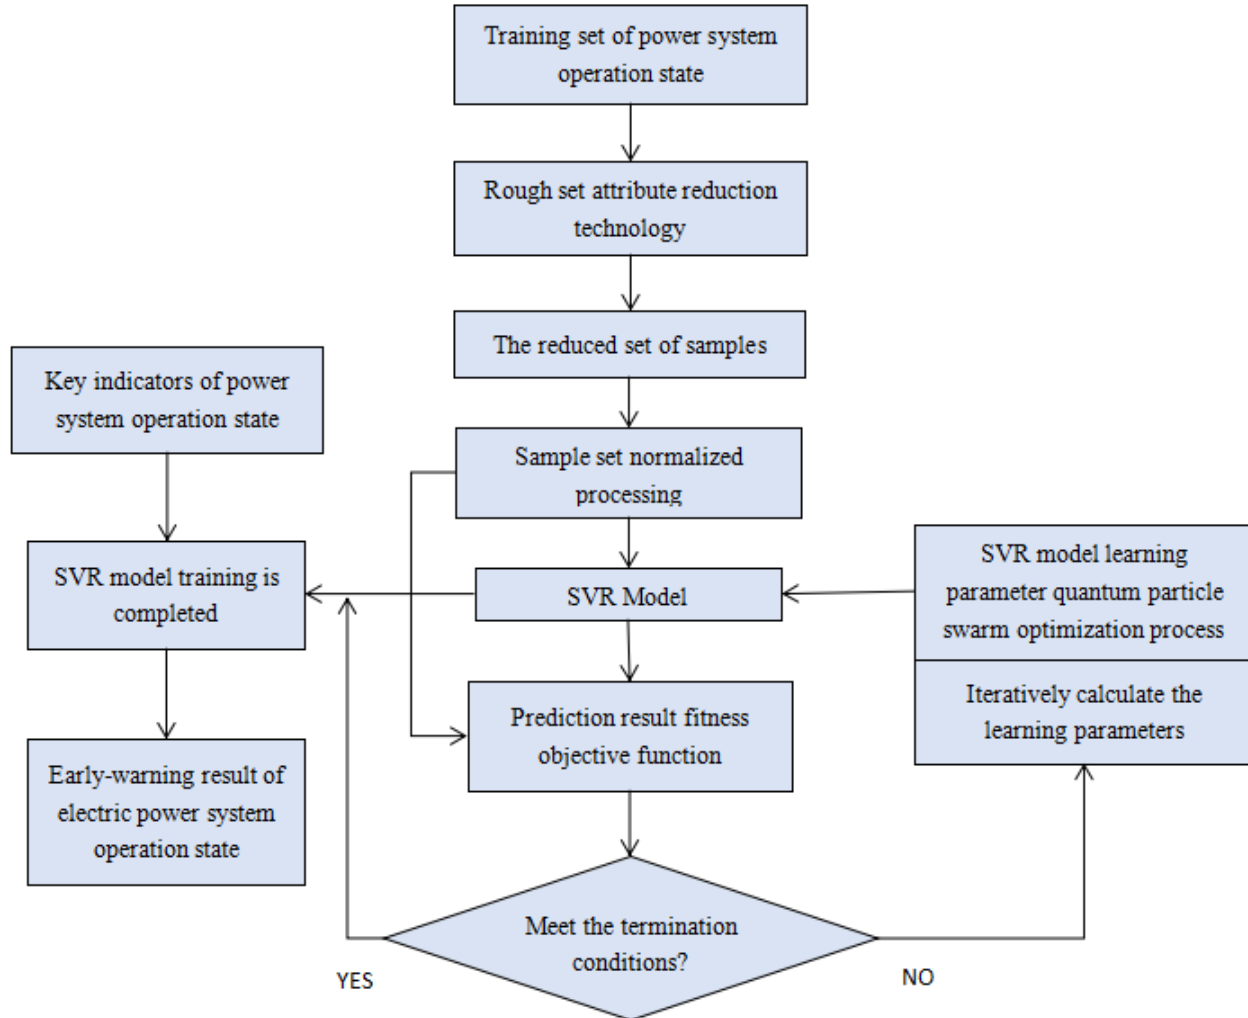 Training set of power system
operation state
Rough set attribute reduction
technology
The reduced set of samples
Key indicators of power
system operation state
Sample set normalized
processing
SVR model training is
completed
SVR Model
SVR model learning
parameter quantum particle
swarm optimization process
Iteratively calculate the
learning parameters
Prediction result fitness
objective function
Early-warning result of
electric power system
operation state
Meet the termination
conditions?
YES
NO